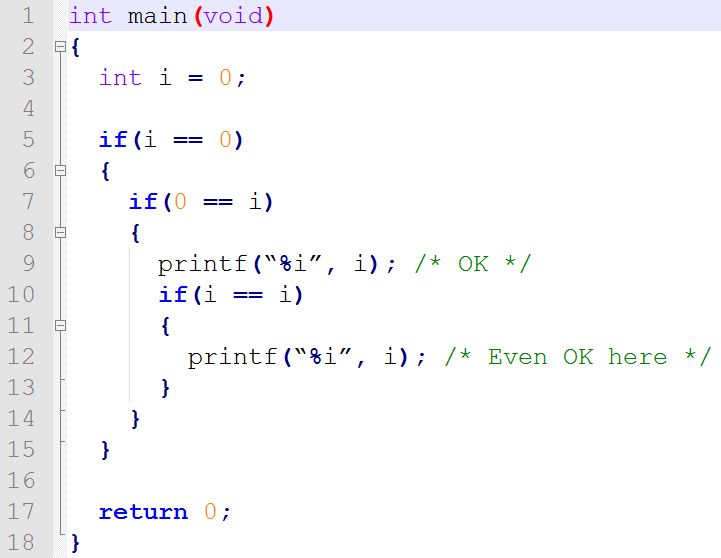 1 int main(void)
2 {
3 int i = 0;
4
5 if(i == 0)
6 {
7 if(0 == i)
8 {
9 printf(“%i”, i); /* OK */
10 if(i == i)
11 {
12 printf(“%i”, i); /* Even OK here */
13 }
14 }
15 }
16
17 return 0;
18 }